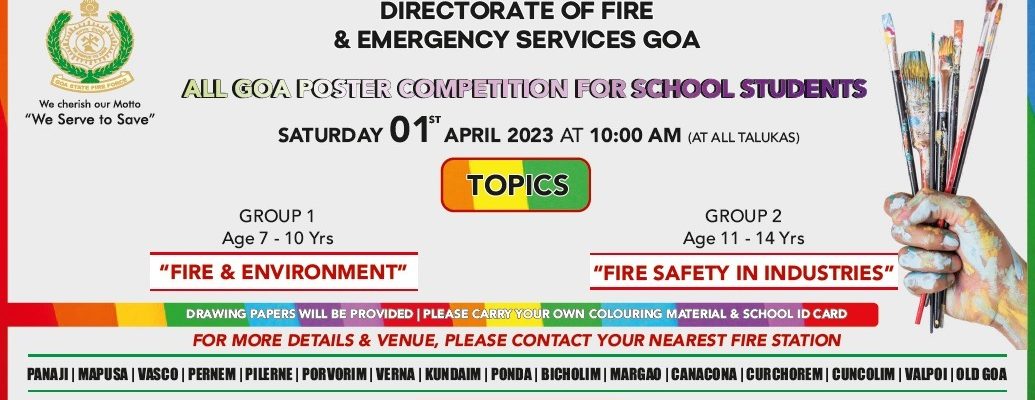 DIRECTORATE OF FIRE
& EMERGENCY SERVICES GOA
GOA STATE FIRE FORCE
We cherish our Motto
"We Serve to Save"
ALL GOA POSTER COMPETITION FOR SCHOOL STUDENTS
SATURDAY 01ST APRIL 2023 AT 10:00 AM (AT ALL TALUKAS)
TOPICS
GROUP 1
Age 7 - 10 Yrs
"FIRE & ENVIRONMENT"
GROUP 2
Age 11 - 14 Yrs
"FIRE SAFETY IN INDUSTRIES"
DRAWING PAPERS WILL BE PROVIDED | PLEASE CARRY YOUR OWN COLOURING MATERIAL & SCHOOL ID CARD
FOR MORE DETAILS & VENUE, PLEASE CONTACT YOUR NEAREST FIRE STATION
PANAJI | MAPUSA | VASCO | PERNEM | PILERNE | PORVORIM | VERNA | KUNDAIM | PONDA | BICHOLIM | MARGAO | CANACONA | CURCHOREM | CUNCOLIM | VALPOI | OLD GOA